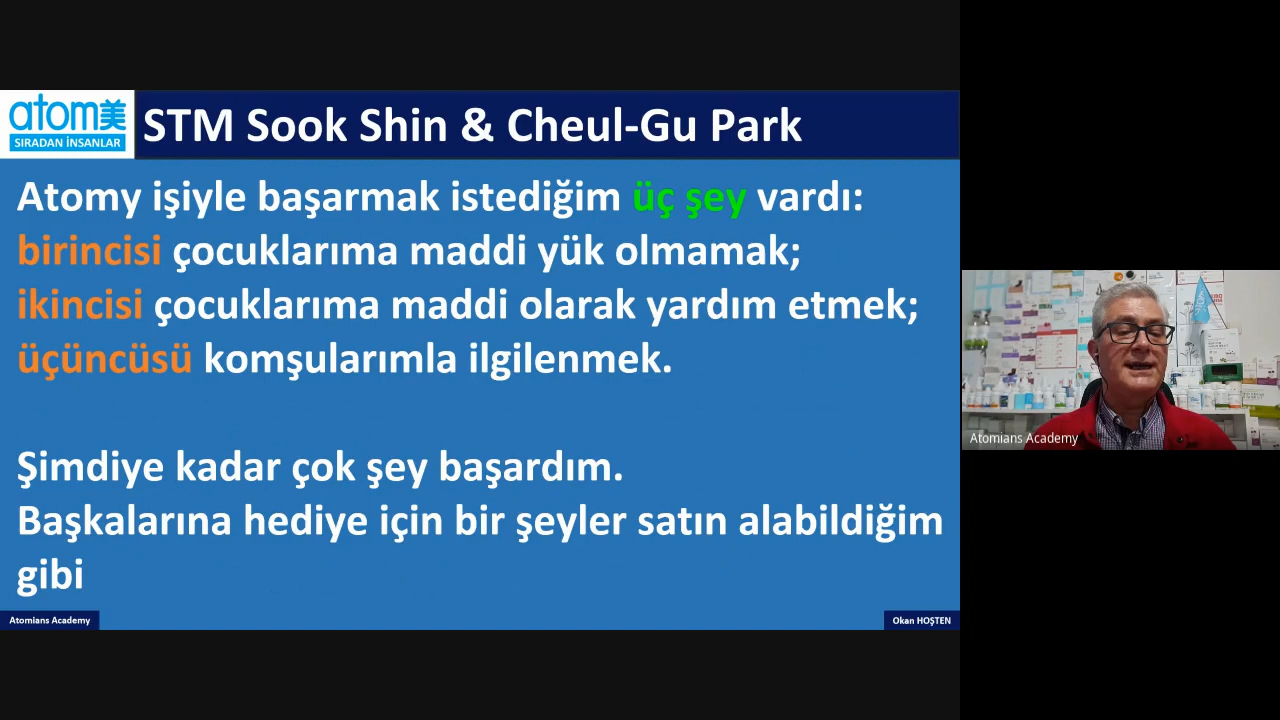 atom美
SIRADAN İNSANLAR
STM Sook Shin & Cheul-Gu Park
Atomy işiyle başarmak istediğim üç şey vardı:
birincisi çocuklarıma maddi yük olmamak;
ikincisi çocuklarıma maddi olarak yardım etmek;
üçüncüsü komşularımla ilgilenmek.
Şimdiye kadar çok şey başardım.
Başkalarına hediye için bir şeyler satın alabildiğim
gibi
Atomians Academy
Okan HOŞTEN
Atomians Academy